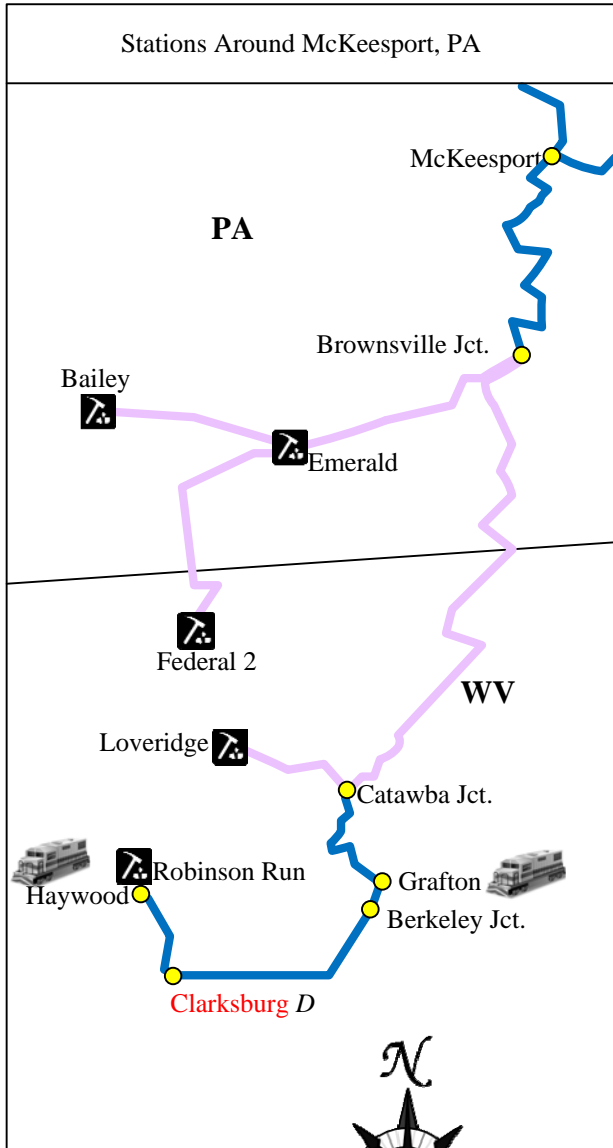 Stations Around McKeesport, PA
McKeesport
PA
Brownsville Jct.
Bailey
Emerald
Federal 2
WV
Loveridge
Catawba Jct.
Robinson Run
Haywood
Grafton
Berkeley Jct.
Clarksburg D
N